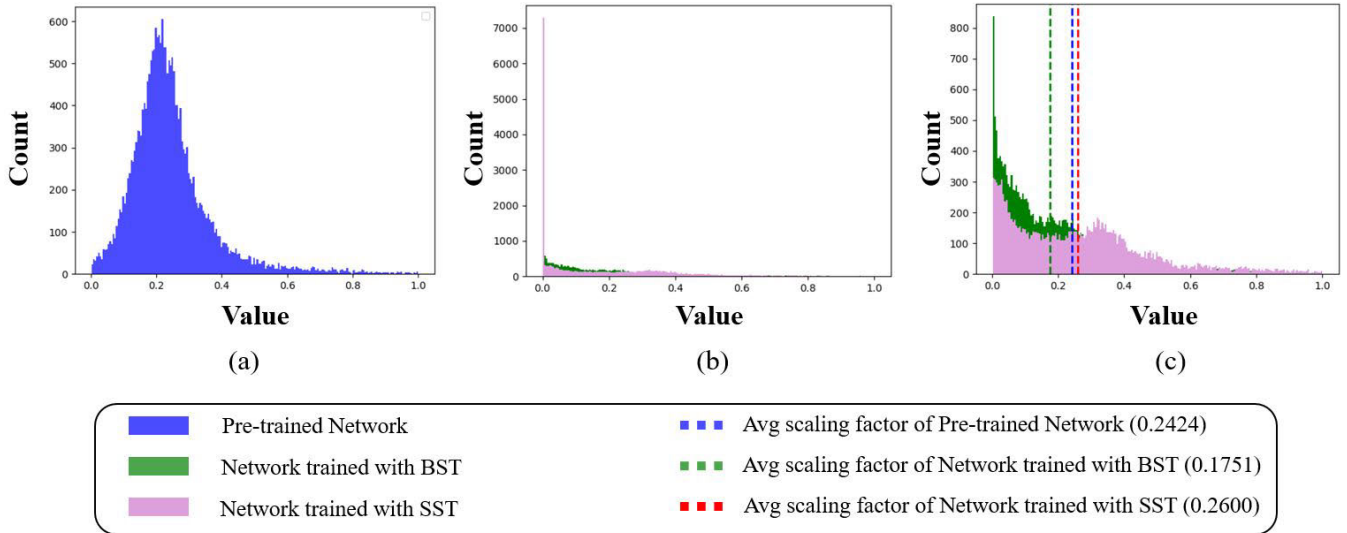 600
500
400
300
200
100
0
0.0 0.2 0.4 0.6 0.8 1.0
Count
Value
(a)
7000
6000
5000
4000
3000
2000
1000
0
0.0 0.2 0.4 0.6 0.8 1.0
Count
Value
(b)
800
700
600
500
400
300
200
100
0
0.0 0.2 0.4 0.6 0.8 1.0
Count
Value
(c)
Pre-trained Network
Network trained with BST
Network trained with SST
Avg scaling factor of Pre-trained Network (0.2424)
Avg scaling factor of Network trained with BST (0.1751)
Avg scaling factor of Network trained with SST (0.2600)